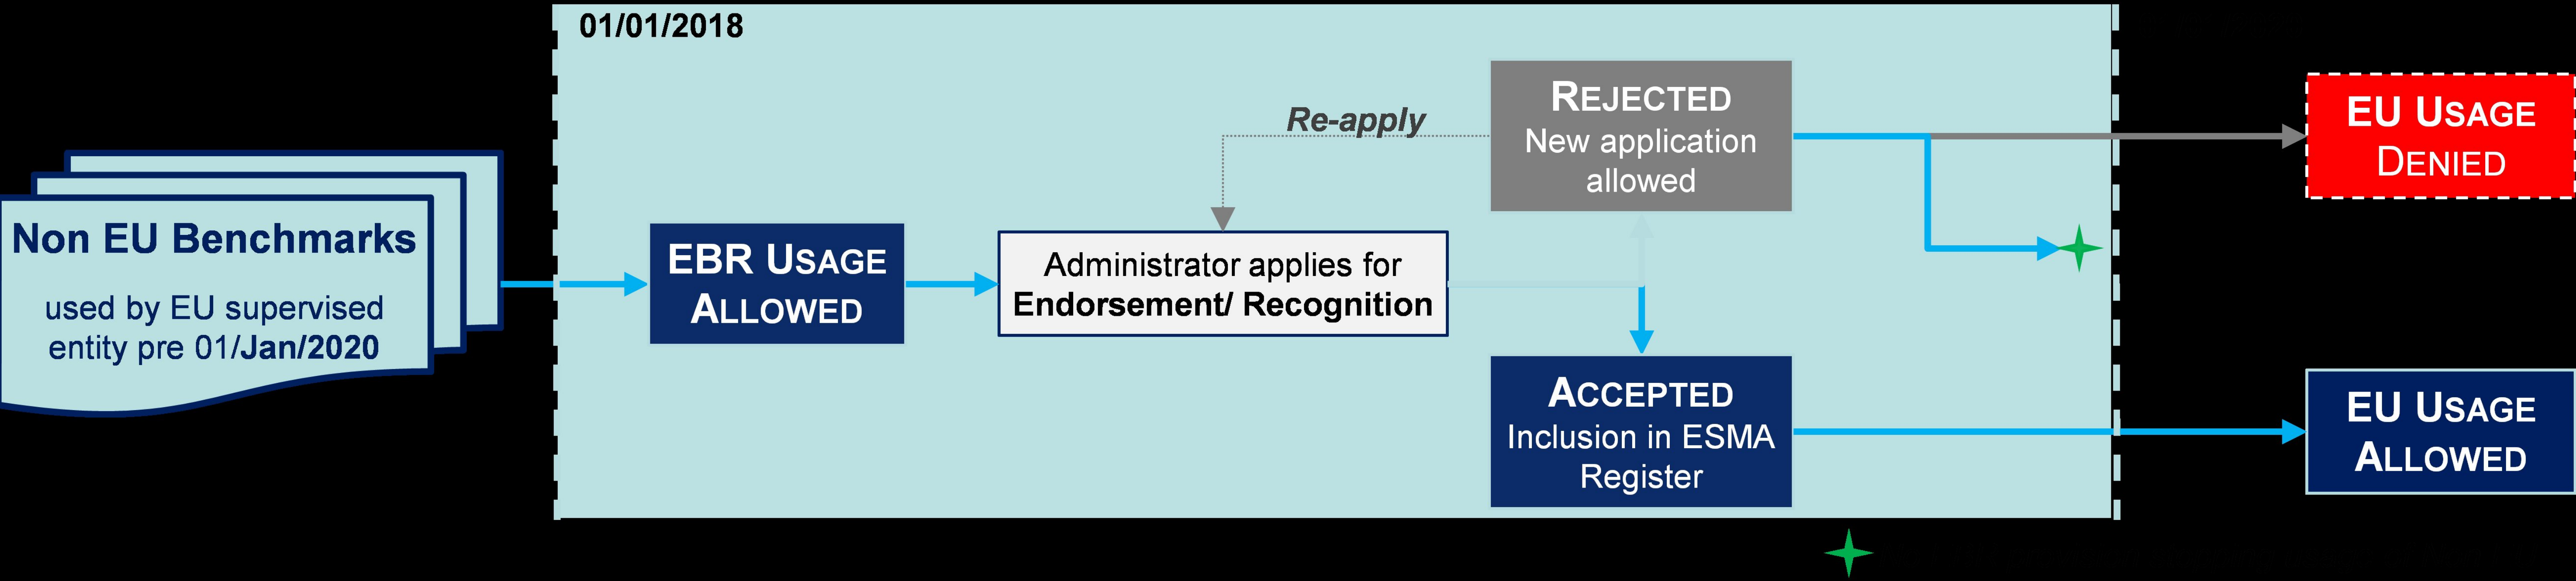 01/01/2018
Non EU Benchmarks
used by EU supervised
entity pre 01/Jan/2020
EBR USAGE
ALLOWED
Administrator applies for
Endorsement/ Recognition
Re-apply
REJECTED
New application
allowed
ACCEPTED
Inclusion in ESMA
Register
EU USAGE
DENIED
EU USAGE
ALLOWED